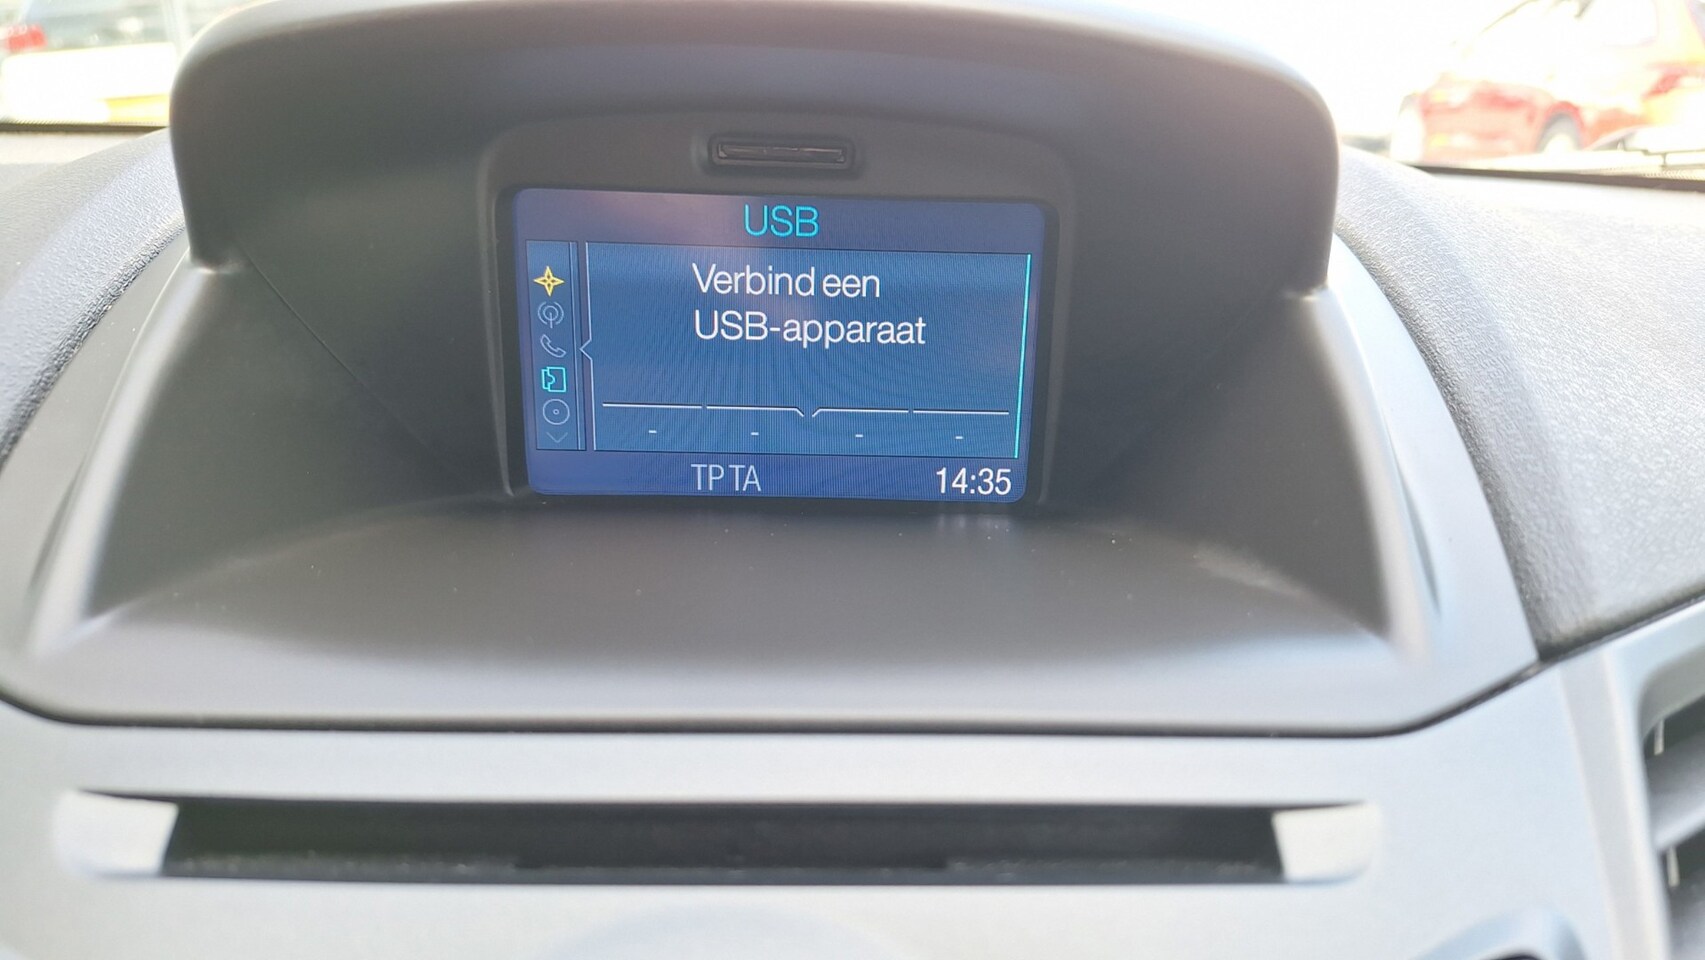 USB
Verbind een
USB-apparaat
- - - -
TP TA 14:35